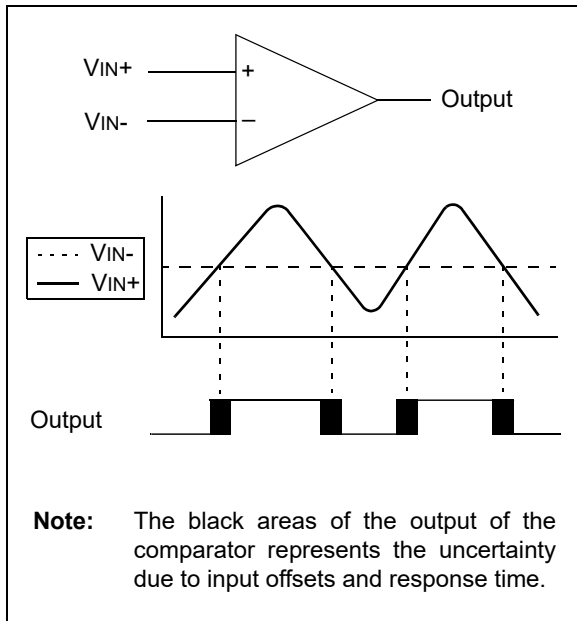 VIN+
+
Output
VIN-
−
VIN-
VIN+
Output
Note: The black areas of the output of the
comparator represents the uncertainty
due to input offsets and response time.